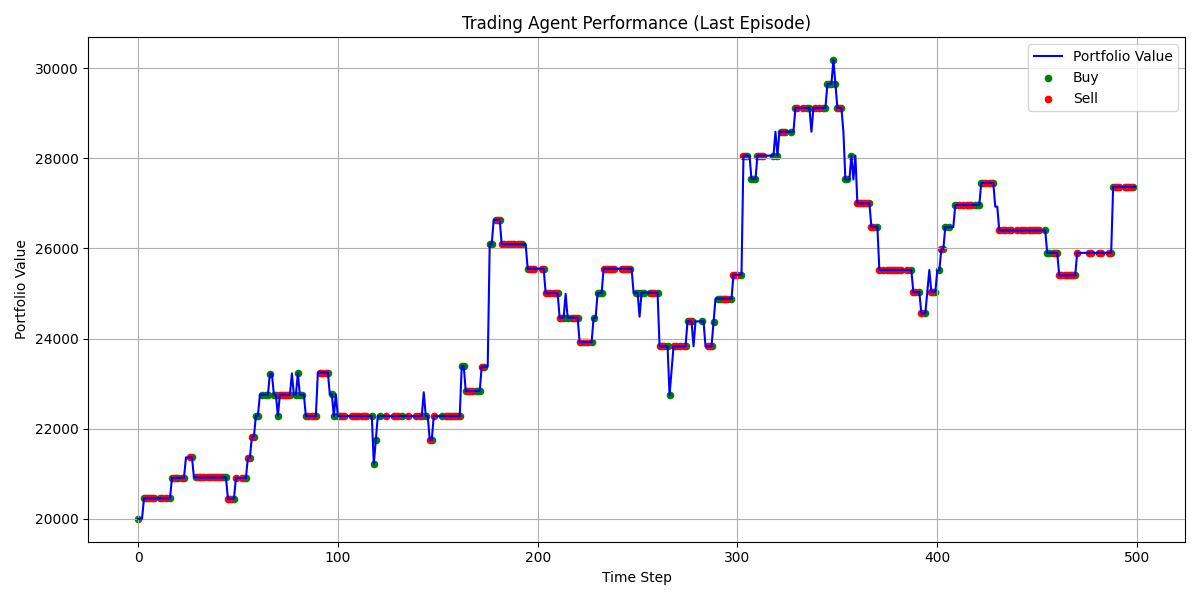 Trading Agent Performance (Last Episode)
Portfolio Value
Buy
Sell
30000
28000
26000
24000
22000
20000
Portfolio Value
0
100
200
300
400
500
Time Step